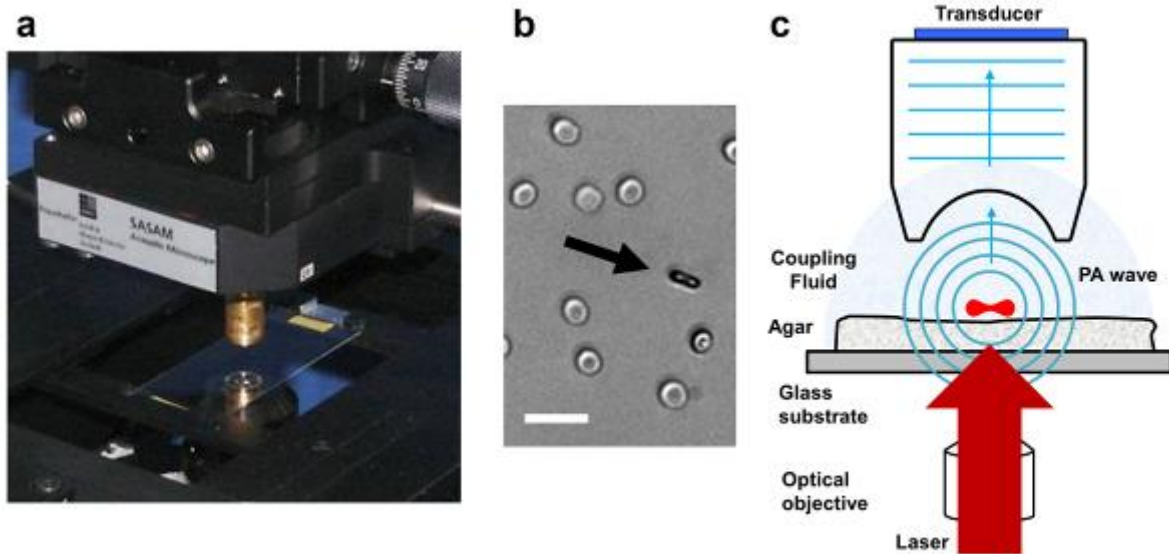 a
b
c
Transducer
SASAM
Acoustic Microscope
Coupling
Fluid
PA wave
Agar
Glass
substrate
Optical
objective
Laser